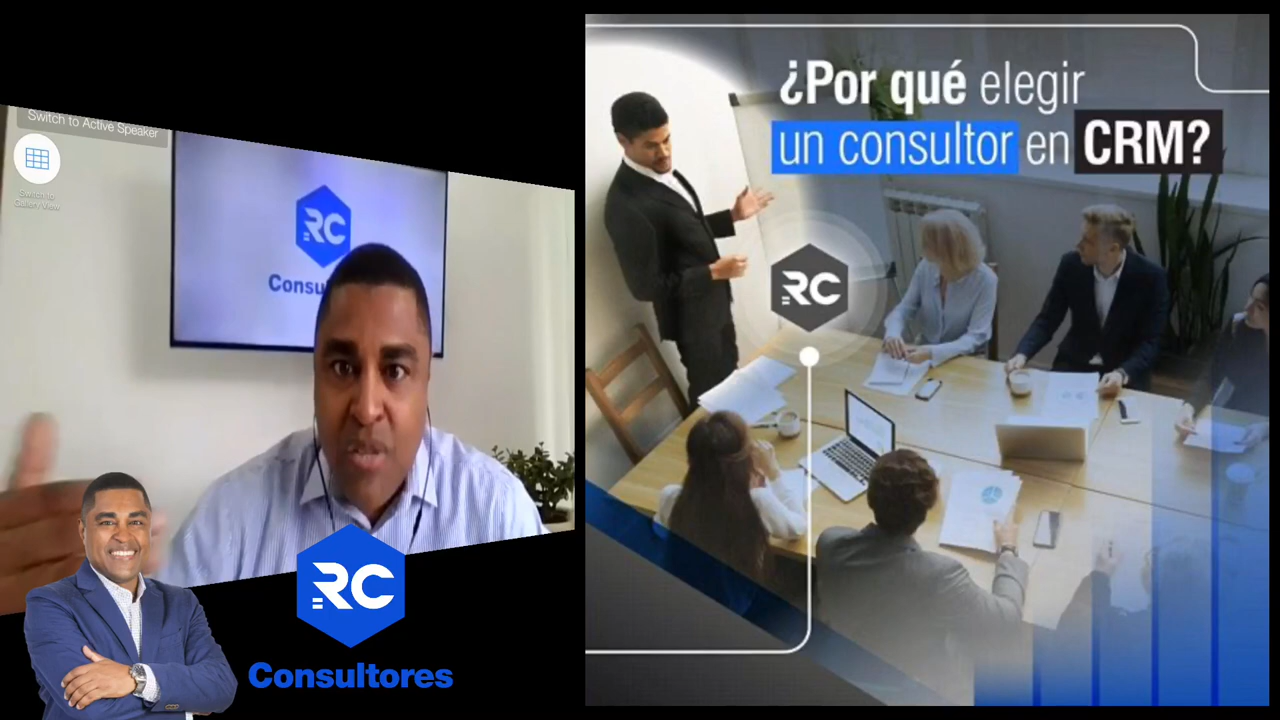 Switch to Active Speaker
Switch to
Gallery View
RC
Consu
RC
Consultores
¿Por qué elegir
un consultor en CRM?
RC